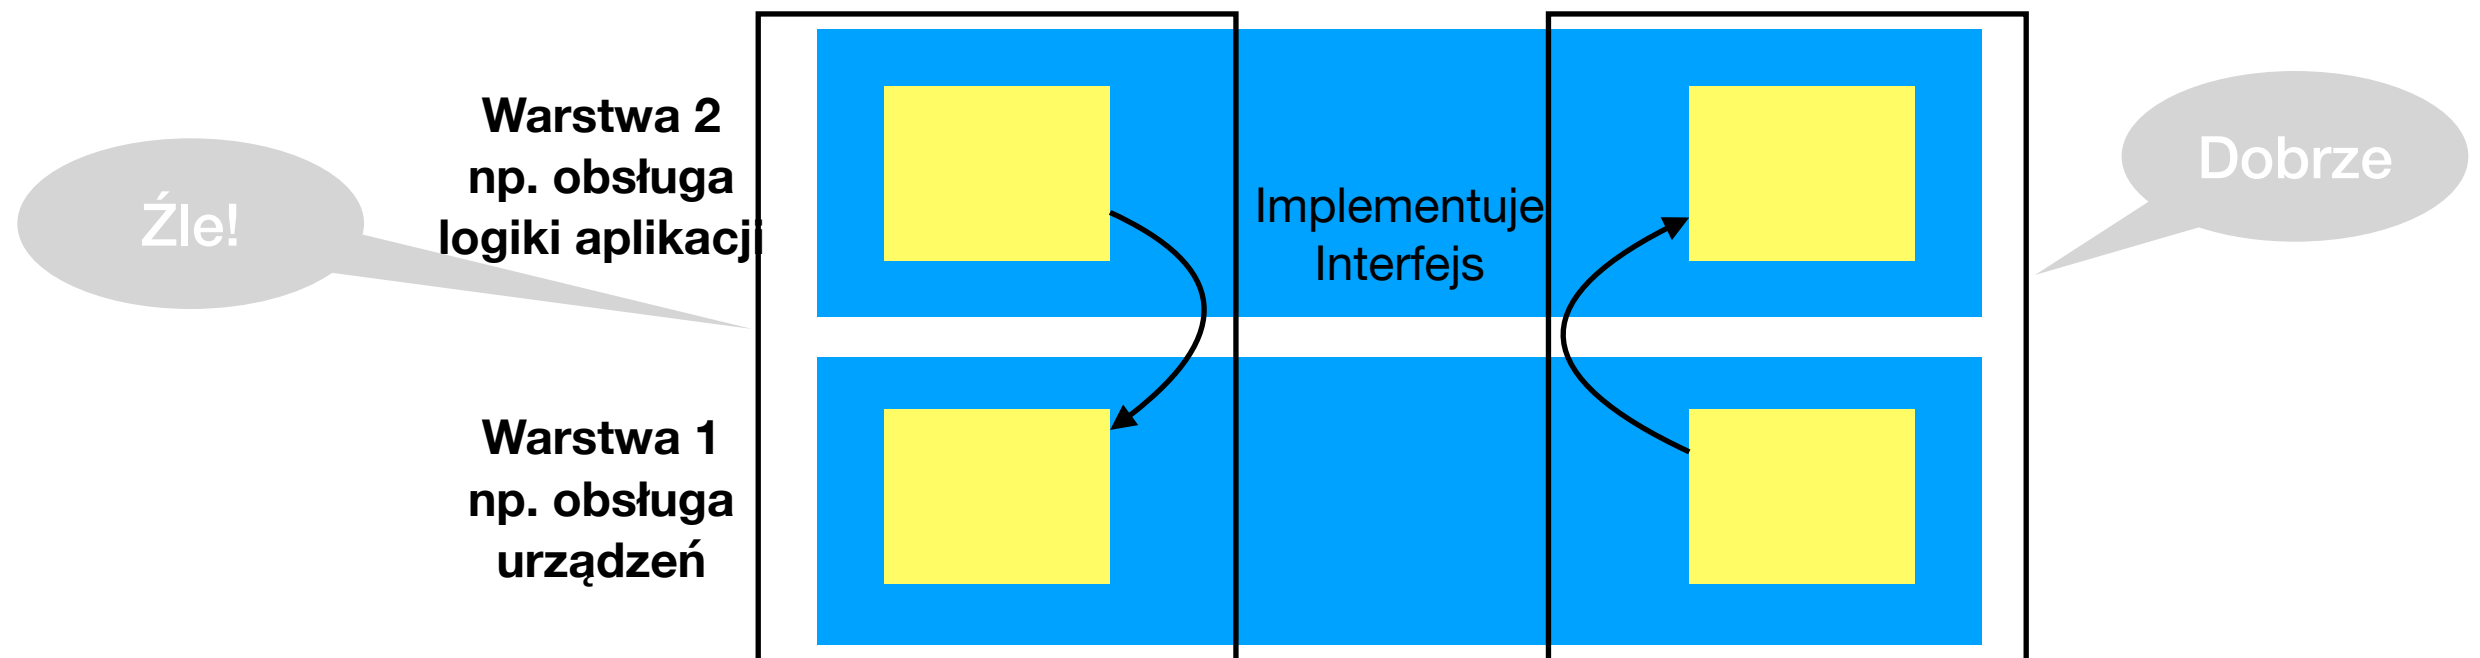 Warstwa 2
np. obsługa
logiki aplikacji
Źle!
Implementuje
Interfejs
Dobrze
Warstwa 1
np. obsługa
urządzeń